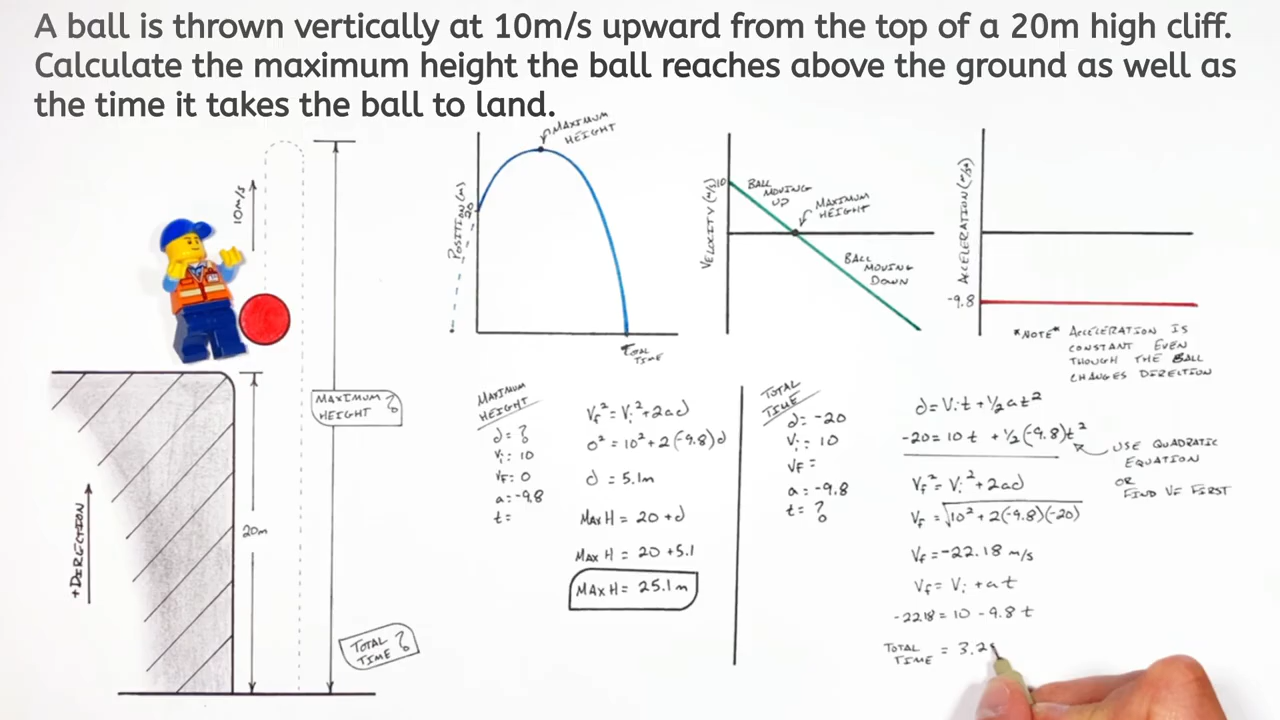 A ball is thrown vertically at 10m/s upward from the top of a 20m high cliff.
Calculate the maximum height the ball reaches above the ground as well as
the time it takes the ball to land.
10m/s
MAXIMUM
HEIGHT ?
+DIRECTION
20m
TOTAL
TIME ?
MAXIMUM
HEIGHT
POSITION (m)
20
TOTAL
TIME
VELOCITY (m/s)
10
BALL
MOVING
UP
MAXIMUM
HEIGHT
BALL
MOVING
DOWN
ACCELERATION (m/s²)
-9.8
*NOTE* ACCELERATION IS
CONSTANT EVEN
THOUGH THE BALL
CHANGES DIRECTION
MAXIMUM
HEIGHT
d = ?
Vi: 10
VF: 0
a: -9.8
t =
Vf² = Vi² + 2ad
0² = 10² + 2(-9.8)d
d = 5.1m
MAX H = 20 + d
MAX H = 20 + 5.1
MAX H = 25.1m
TOTAL
TIME
d = -20
Vi: 10
VF =
a = -9.8
t = ?
d = Vit + 1/2at²
-20 = 10t + 1/2(-9.8)t²
USE QUADRATIC
EQUATION
OR
FIND VF FIRST
Vf² = Vi² + 2ad
Vf = √10² + 2(-9.8)(-20)
Vf = -22.18 m/s
Vf = Vi + at
-22.18 = 10 - 9.8t
TOTAL
TIME = 3.2